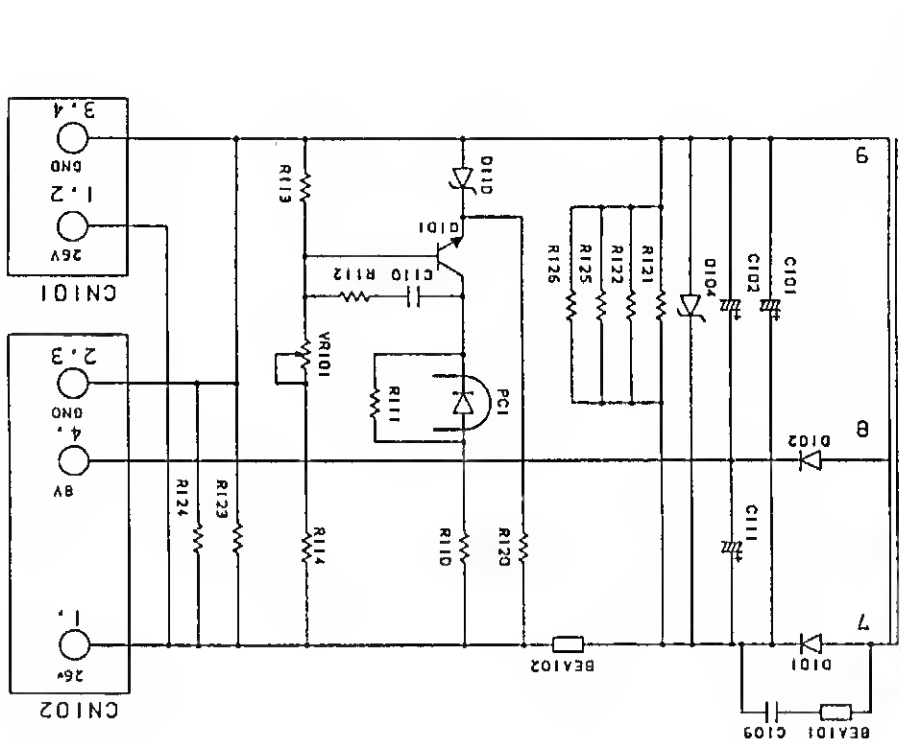 3.4
GND
1.2
26V
CN101
2.3
GND
4.
8V
1.
26V
CN102
R113
D110
Q101
R112
C110
VR101
R111
PC1
R124
R123
R114
R110
R120
R126
R125
R122
R121
D104
C102
C101
9
8
D102
C111
7
D101
BEA102
C109
BEA101